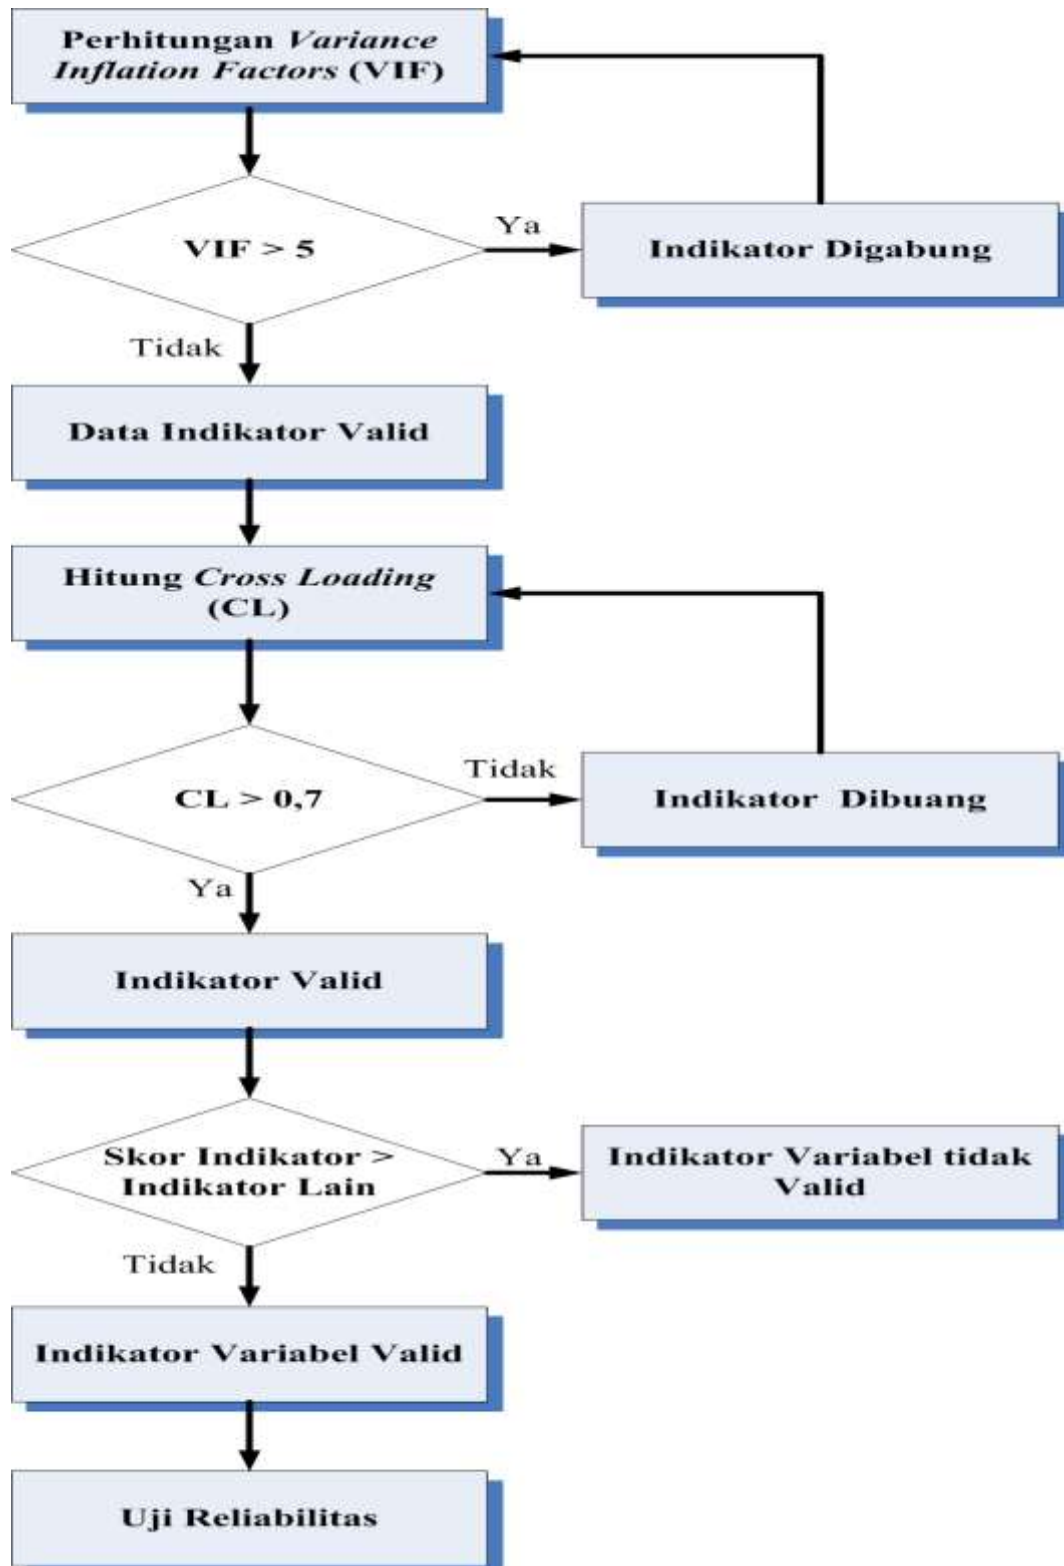 Perhitungan Variance
Inflation Factors (VIF)
VIF > 5
Ya
Indikator Digabung
Tidak
Data Indikator Valid
Hitung Cross Loading
(CL)
CL > 0,7
Tidak
Indikator Dibuang
Ya
Indikator Valid
Skor Indikator >
Indikator Lain
Ya
Indikator Variabel tidak
Valid
Tidak
Indikator Variabel Valid
Uji Reliabilitas